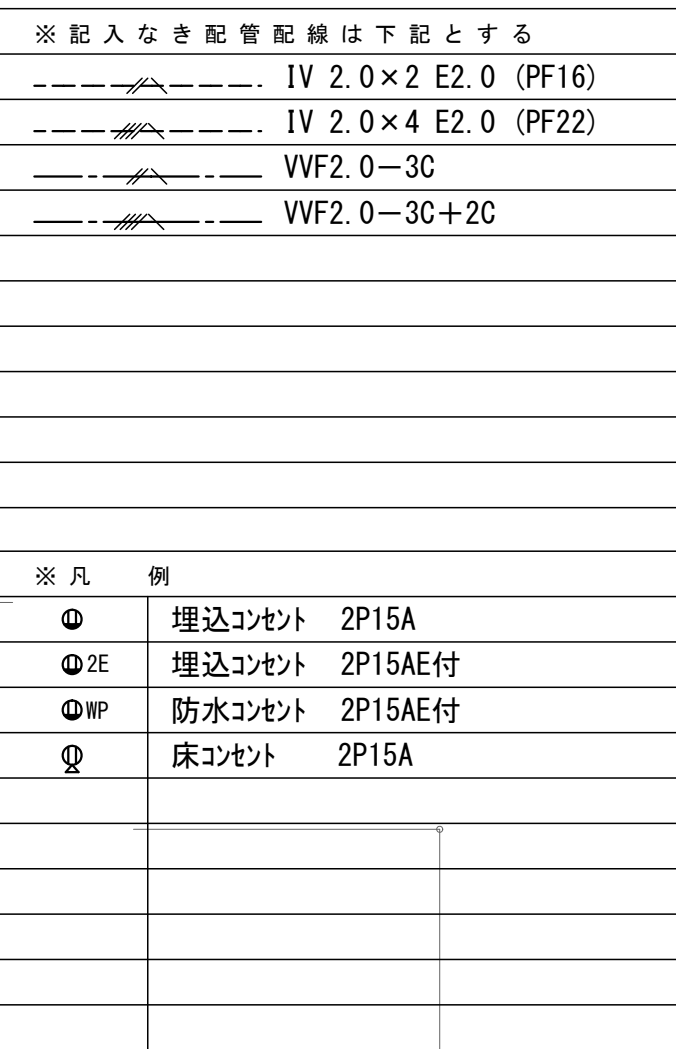 ※記入なき配管配線は下記とする
IV 2.0×2 E2.0 (PF16)
IV 2.0×4 E2.0 (PF22)
VVF2.0－3C
VVF2.0－3C＋2C
※凡　例
埋込ｺﾝｾﾝﾄ 2P15A
2E 埋込ｺﾝｾﾝﾄ 2P15AE付
WP 防水ｺﾝｾﾝﾄ 2P15AE付
床ｺﾝｾﾝﾄ 2P15A